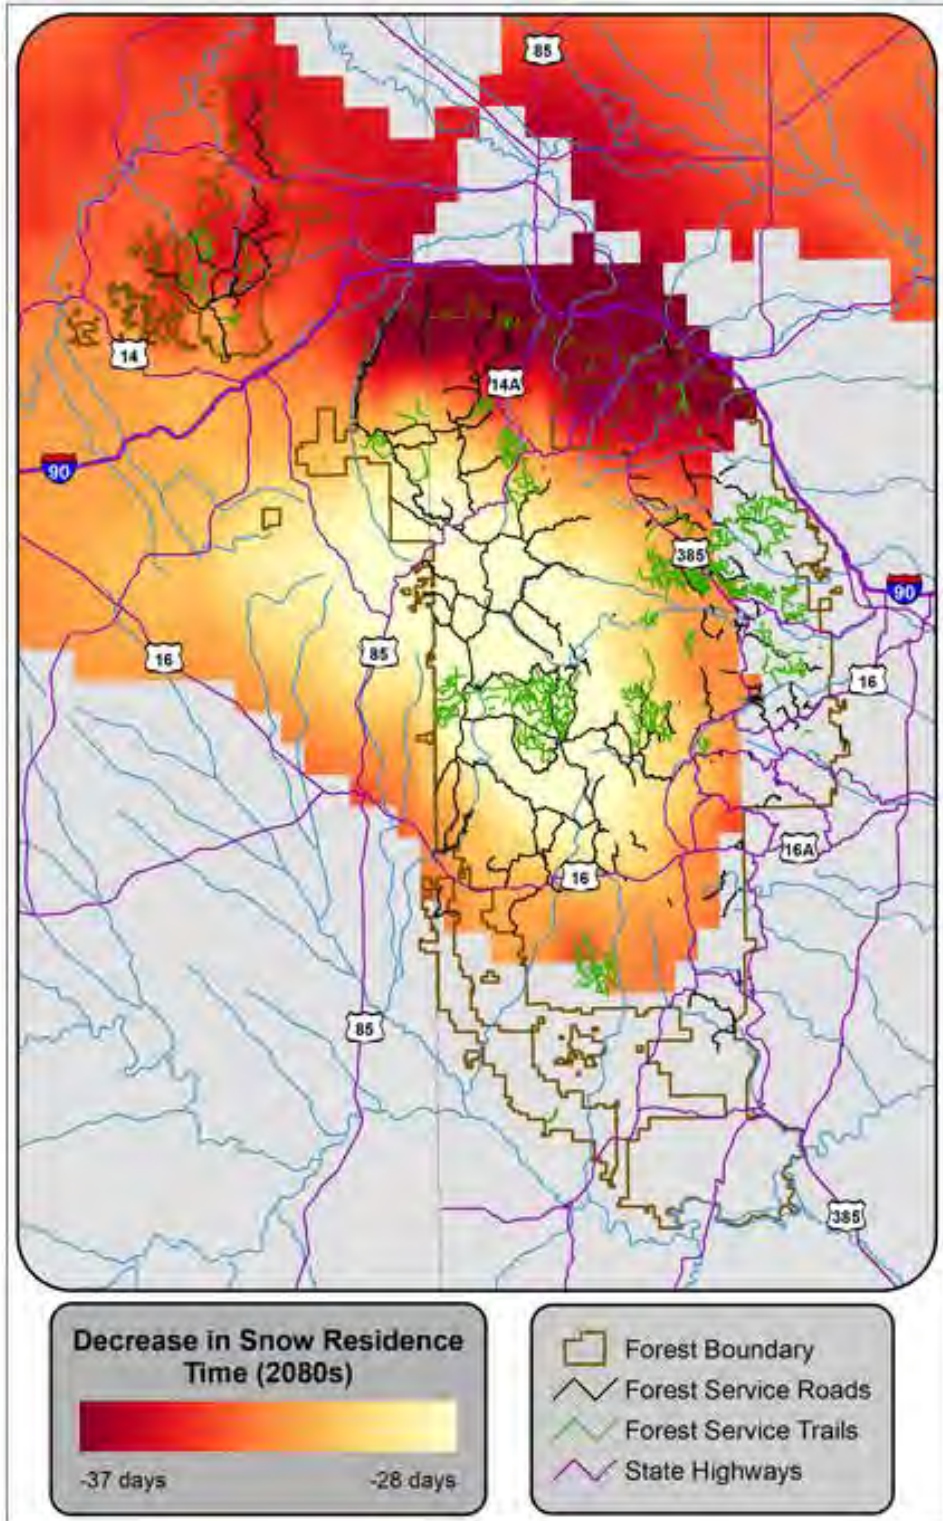 85
14
14A
90
385
90
16
85
16
16A
16
85
385
Decrease in Snow Residence
Time (2080s)
-37 days
-28 days
Forest Boundary
Forest Service Roads
Forest Service Trails
State Highways